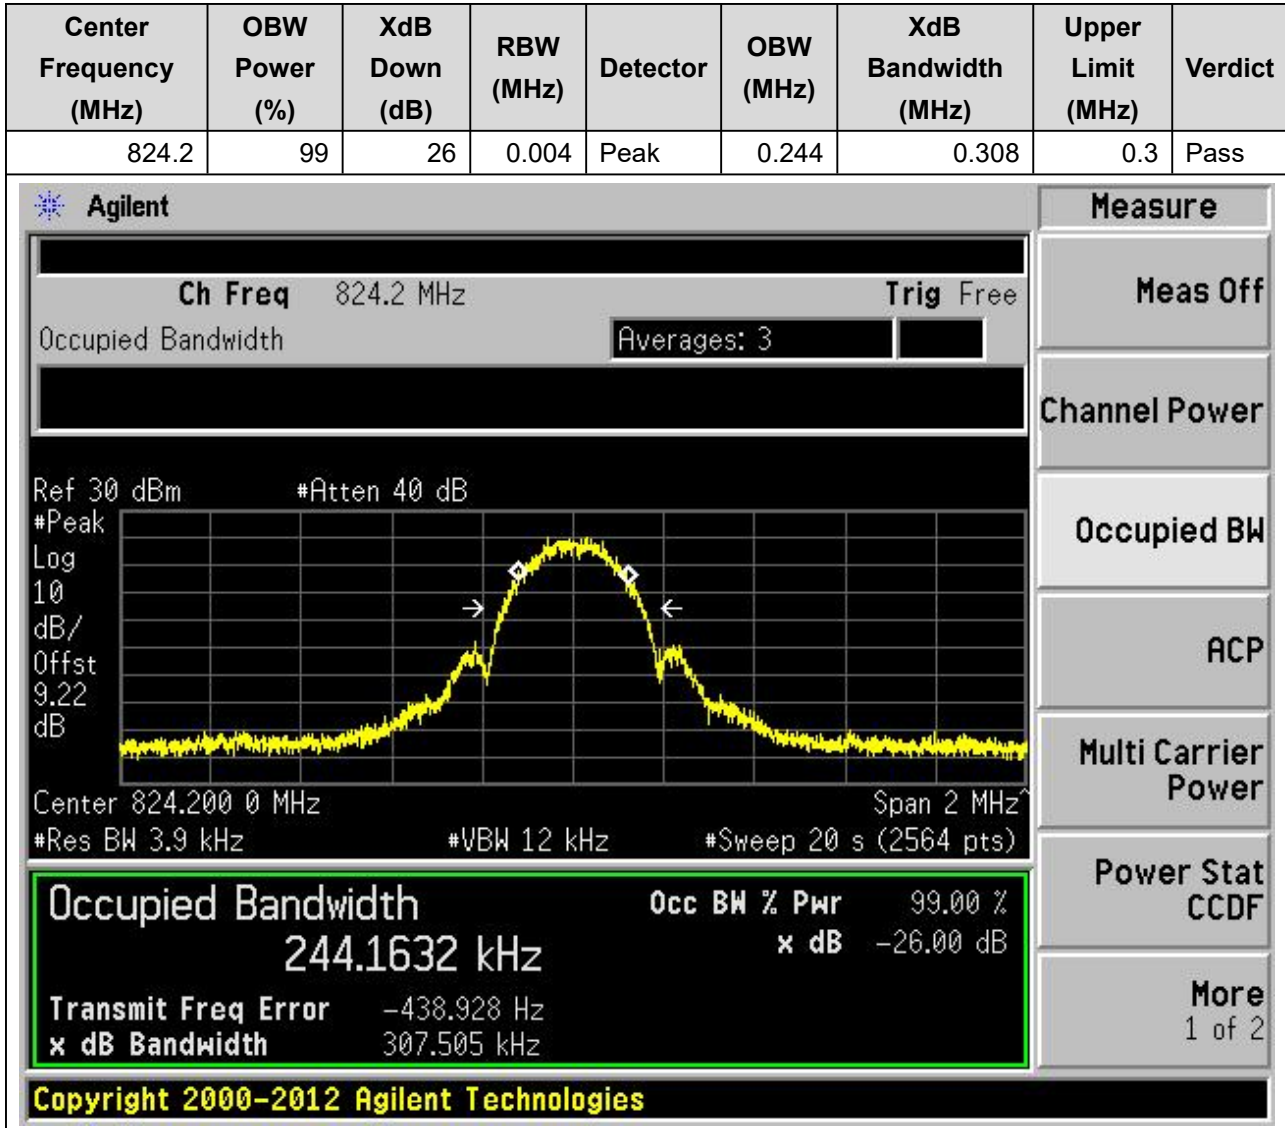 Center Frequency (MHz) OBW Power (%) XdB Down (dB) RBW (MHz) Detector OBW (MHz) XdB Bandwidth (MHz) Upper Limit (MHz) Verdict
824.2 99 26 0.004 Peak 0.244 0.308 0.3 Pass
Agilent
Measure
Ch Freq 824.2 MHz Trig Free
Meas Off
Occupied Bandwidth Averages: 3
Channel Power
Ref 30 dBm #Atten 40 dB
#Peak
Log
10
dB/
Offst
9.22
dB
Occupied BW
ACP
Multi Carrier
Power
Center 824.200 0 MHz Span 2 MHz^
#Res BW 3.9 kHz #VBW 12 kHz #Sweep 20 s (2564 pts)
Power Stat
CCDF
Occupied Bandwidth Occ BW % Pwr 99.00 %
244.1632 kHz x dB -26.00 dB
Transmit Freq Error -438.928 Hz
x dB Bandwidth 307.505 kHz
More
1 of 2
Copyright 2000-2012 Agilent Technologies